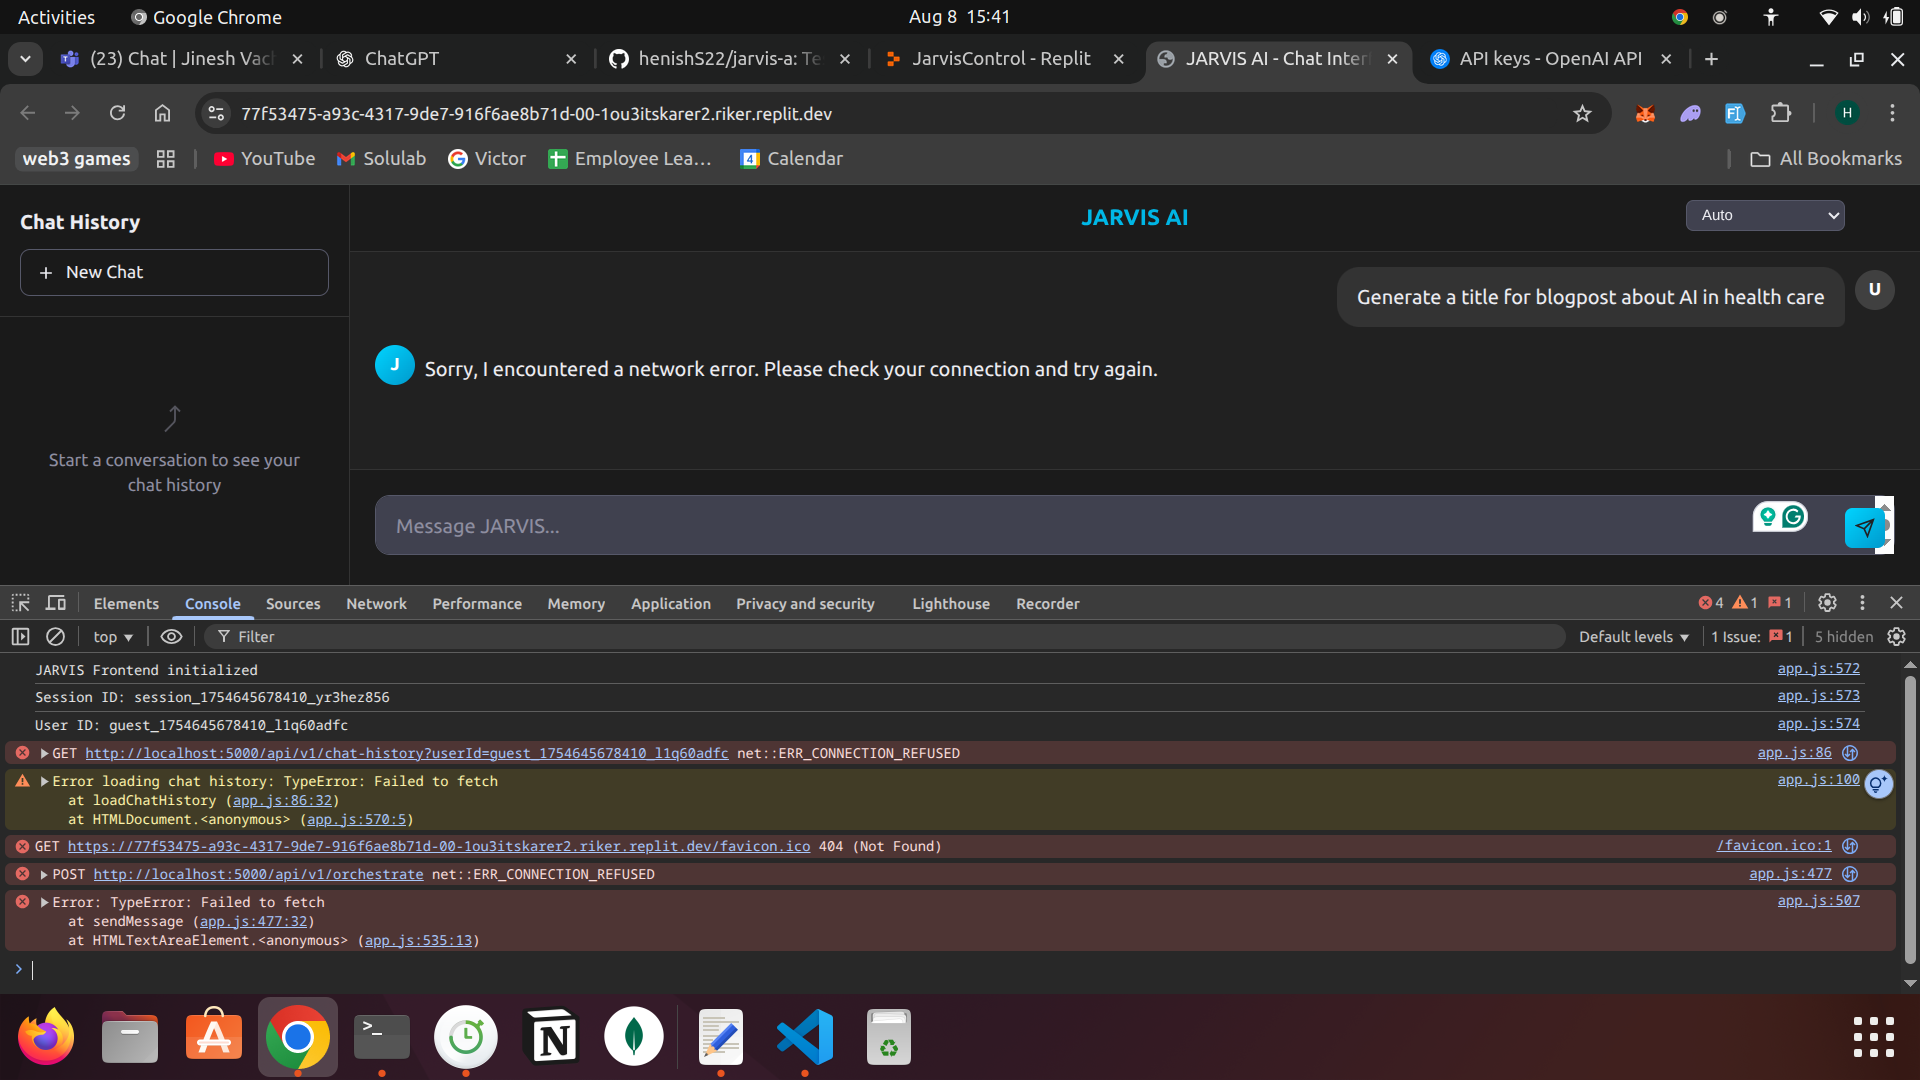 Activities
Google Chrome
Aug 8 15:41
(23) Chat | Jinesh Vac
ChatGPT
henishS22/jarvis-a: Te
JarvisControl - Replit
JARVIS AI - Chat Inter
API keys - OpenAI API
77f53475-a93c-4317-9de7-916f6ae8b71d-00-1ou3itskarer2.riker.replit.dev
H
web3 games
YouTube
Solulab
Victor
Employee Lea...
4
Calendar
All Bookmarks
Chat History
+ New Chat
Start a conversation to see your
chat history
JARVIS AI
Auto
Generate a title for blogpost about AI in health care
U
J
Sorry, I encountered a network error. Please check your connection and try again.
Message JARVIS...
Elements
Console
Sources
Network
Performance
Memory
Application
Privacy and security
Lighthouse
Recorder
4
1
1
top
Filter
Default levels
1 Issue: 1
5 hidden
JARVIS Frontend initialized app.js:572
Session ID: session_1754645678410_yr3hez856 app.js:573
User ID: guest_1754645678410_l1q60adfc app.js:574
GET http://localhost:5000/api/v1/chat-history?userId=guest_1754645678410_l1q60adfc net::ERR_CONNECTION_REFUSED app.js:86
Error loading chat history: TypeError: Failed to fetch app.js:100
at loadChatHistory (app.js:86:32)
at HTMLDocument.<anonymous> (app.js:570:5)
GET https://77f53475-a93c-4317-9de7-916f6ae8b71d-00-1ou3itskarer2.riker.replit.dev/favicon.ico 404 (Not Found) /favicon.ico:1
POST http://localhost:5000/api/v1/orchestrate net::ERR_CONNECTION_REFUSED app.js:477
Error: TypeError: Failed to fetch app.js:507
at sendMessage (app.js:477:32)
at HTMLTextAreaElement.<anonymous> (app.js:535:13)
>